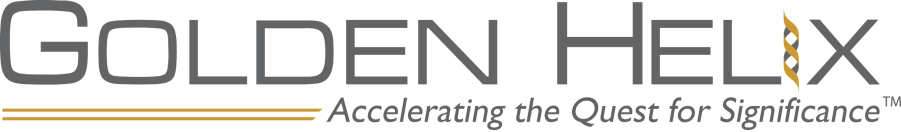 GOLDEN HELIX
Accelerating the Quest for Significance™